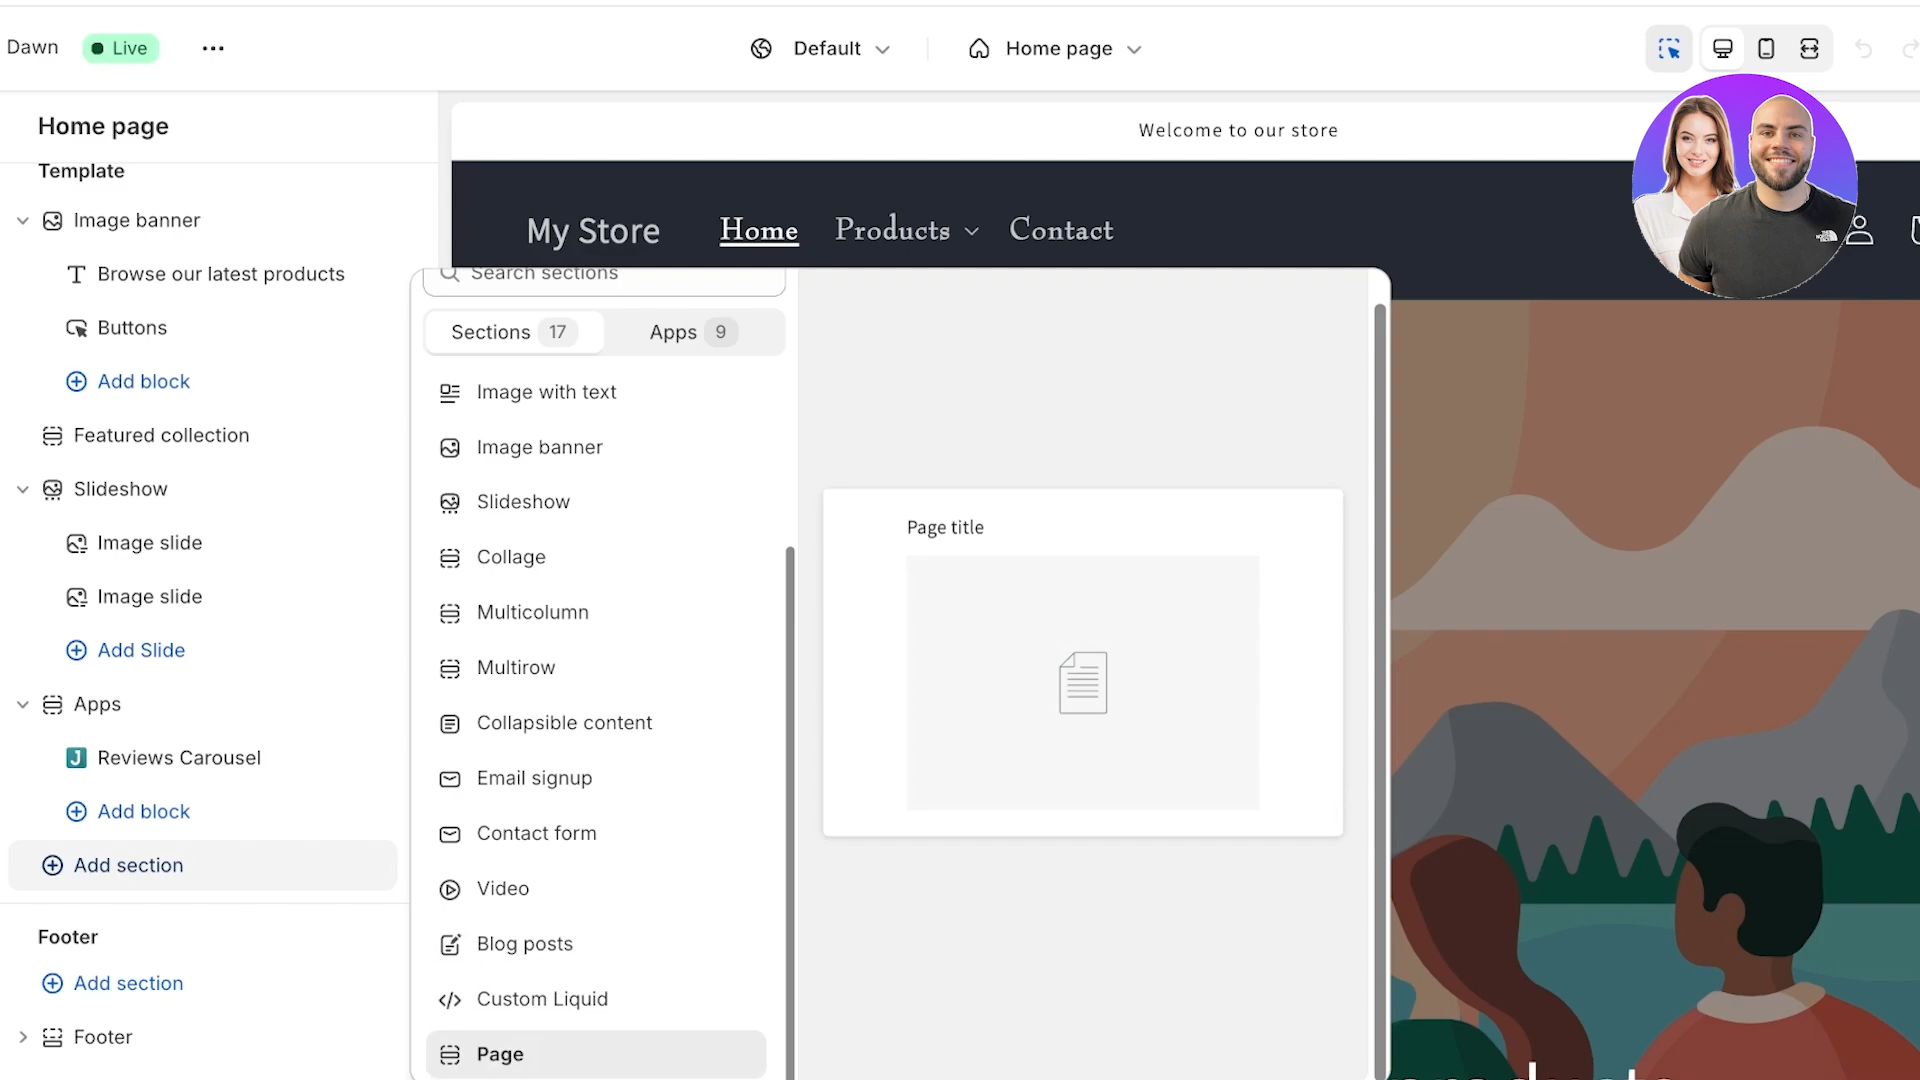 Dawn
Live
Default
Home page
Home page
Template
Image banner
Browse our latest products
Buttons
Add block
Featured collection
Slideshow
Image slide
Image slide
Add Slide
Apps
J Reviews Carousel
Add block
Add section
Footer
Add section
Footer
Welcome to our store
My Store
Home
Products
Contact
THE NORTH FACE
Search sections
Sections 17
Apps 9
Image with text
Image banner
Slideshow
Collage
Multicolumn
Multirow
Collapsible content
Email signup
Contact form
Video
Blog posts
Custom Liquid
Page
Page title